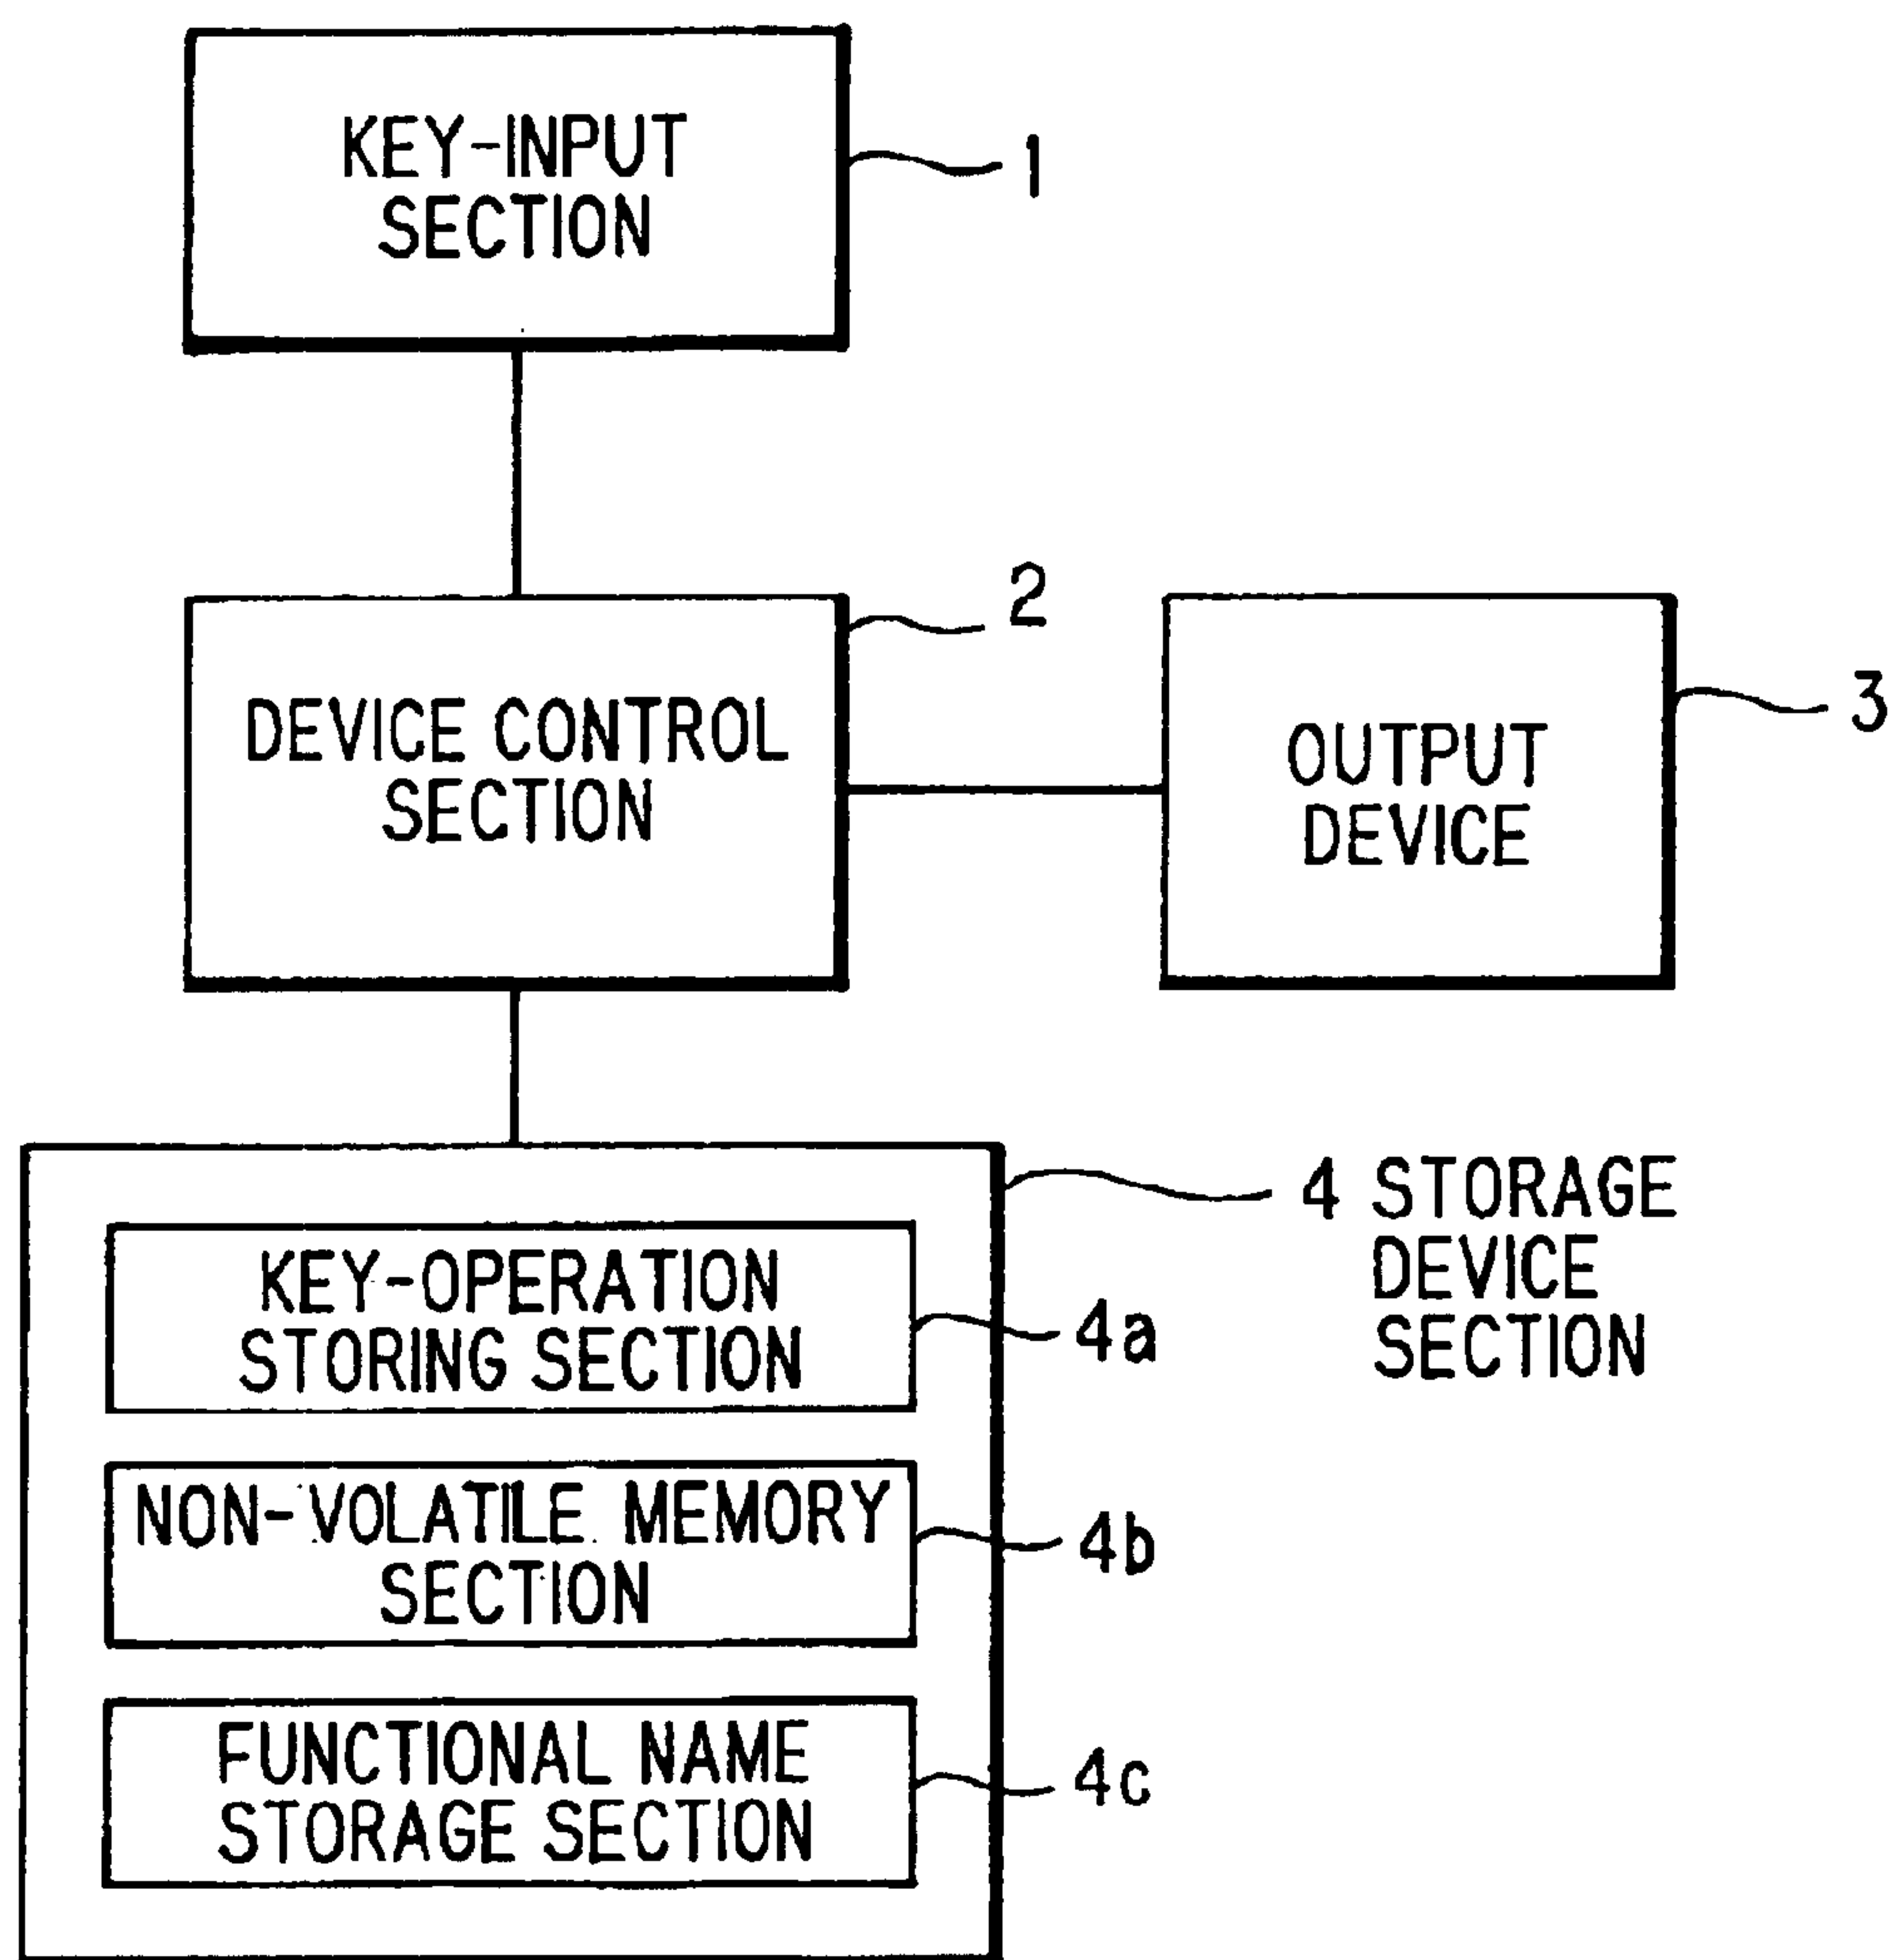 KEY-INPUT
SECTION
1
2
DEVICE CONTROL
SECTION
3
OUTPUT
DEVICE
4 STORAGE
DEVICE
SECTION
KEY-OPERATION
STORING SECTION
4a
NON-VOLATILE MEMORY
SECTION
4b
FUNCTIONAL NAME
STORAGE SECTION
4c